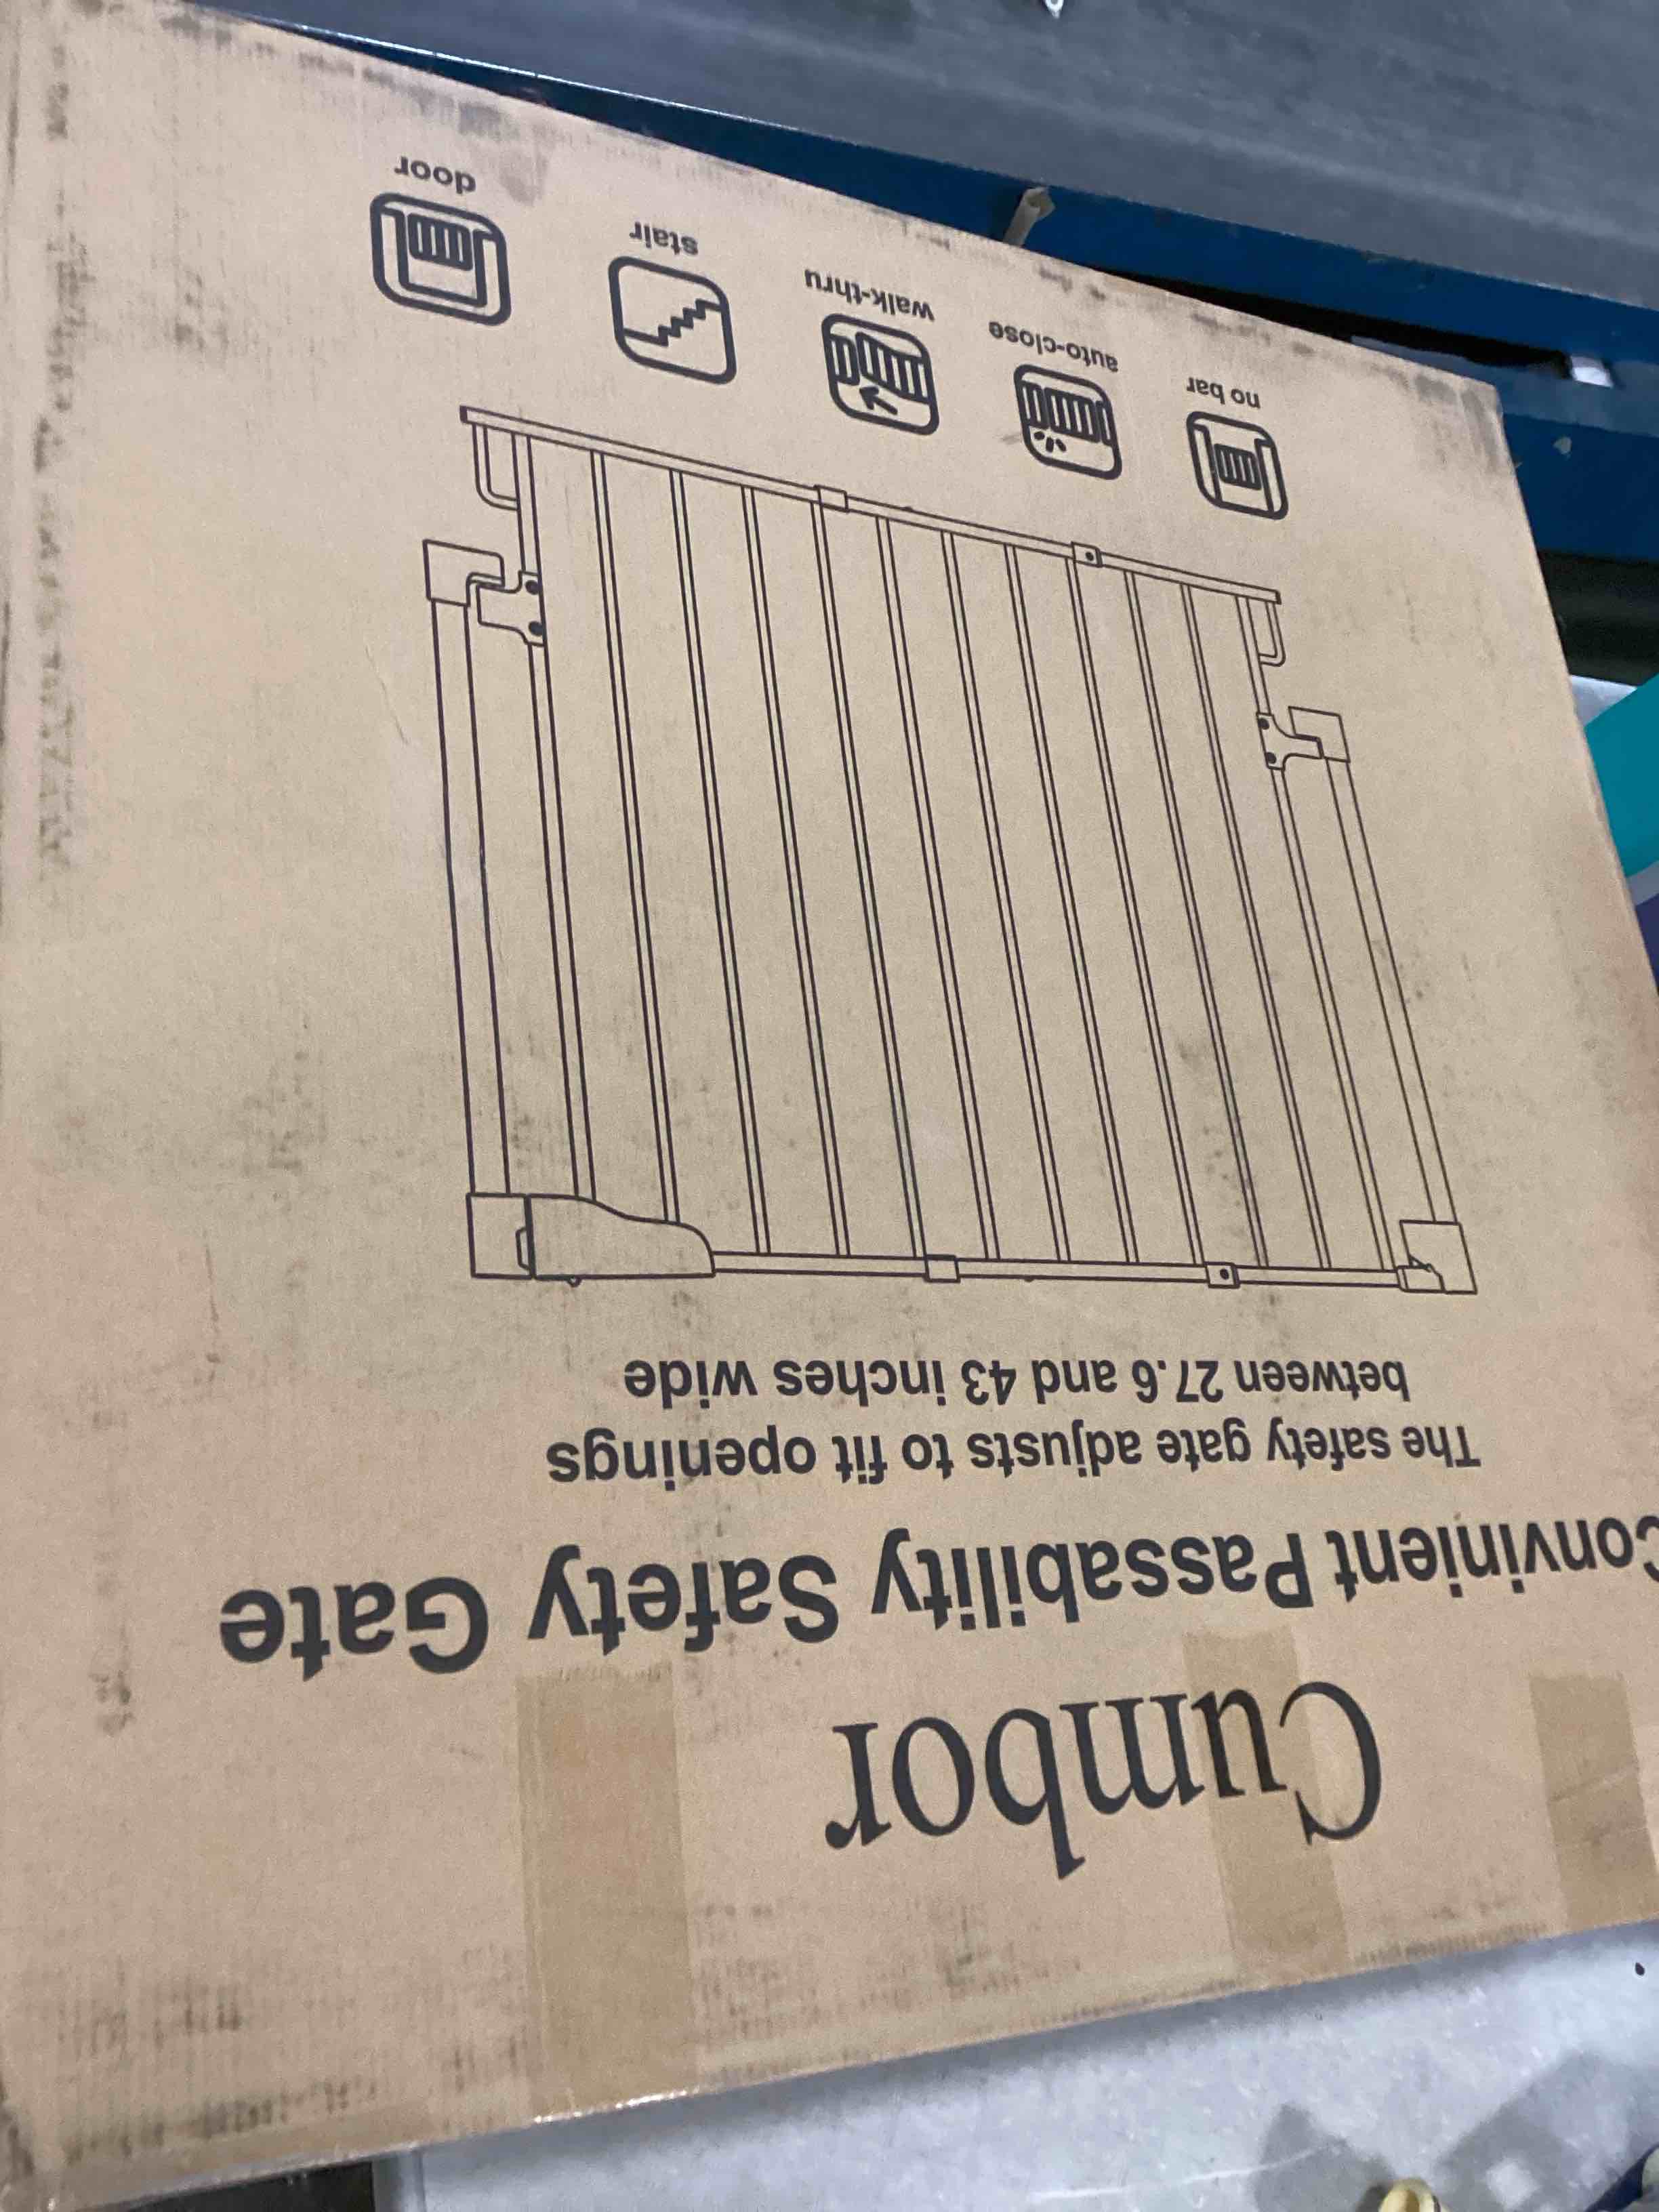 Cumbor
Convinient Passability Safety Gate
The safety gate adjusts to fit openings
between 27.6 and 43 inches wide
no bar
auto-close
walk-thru
stair
door